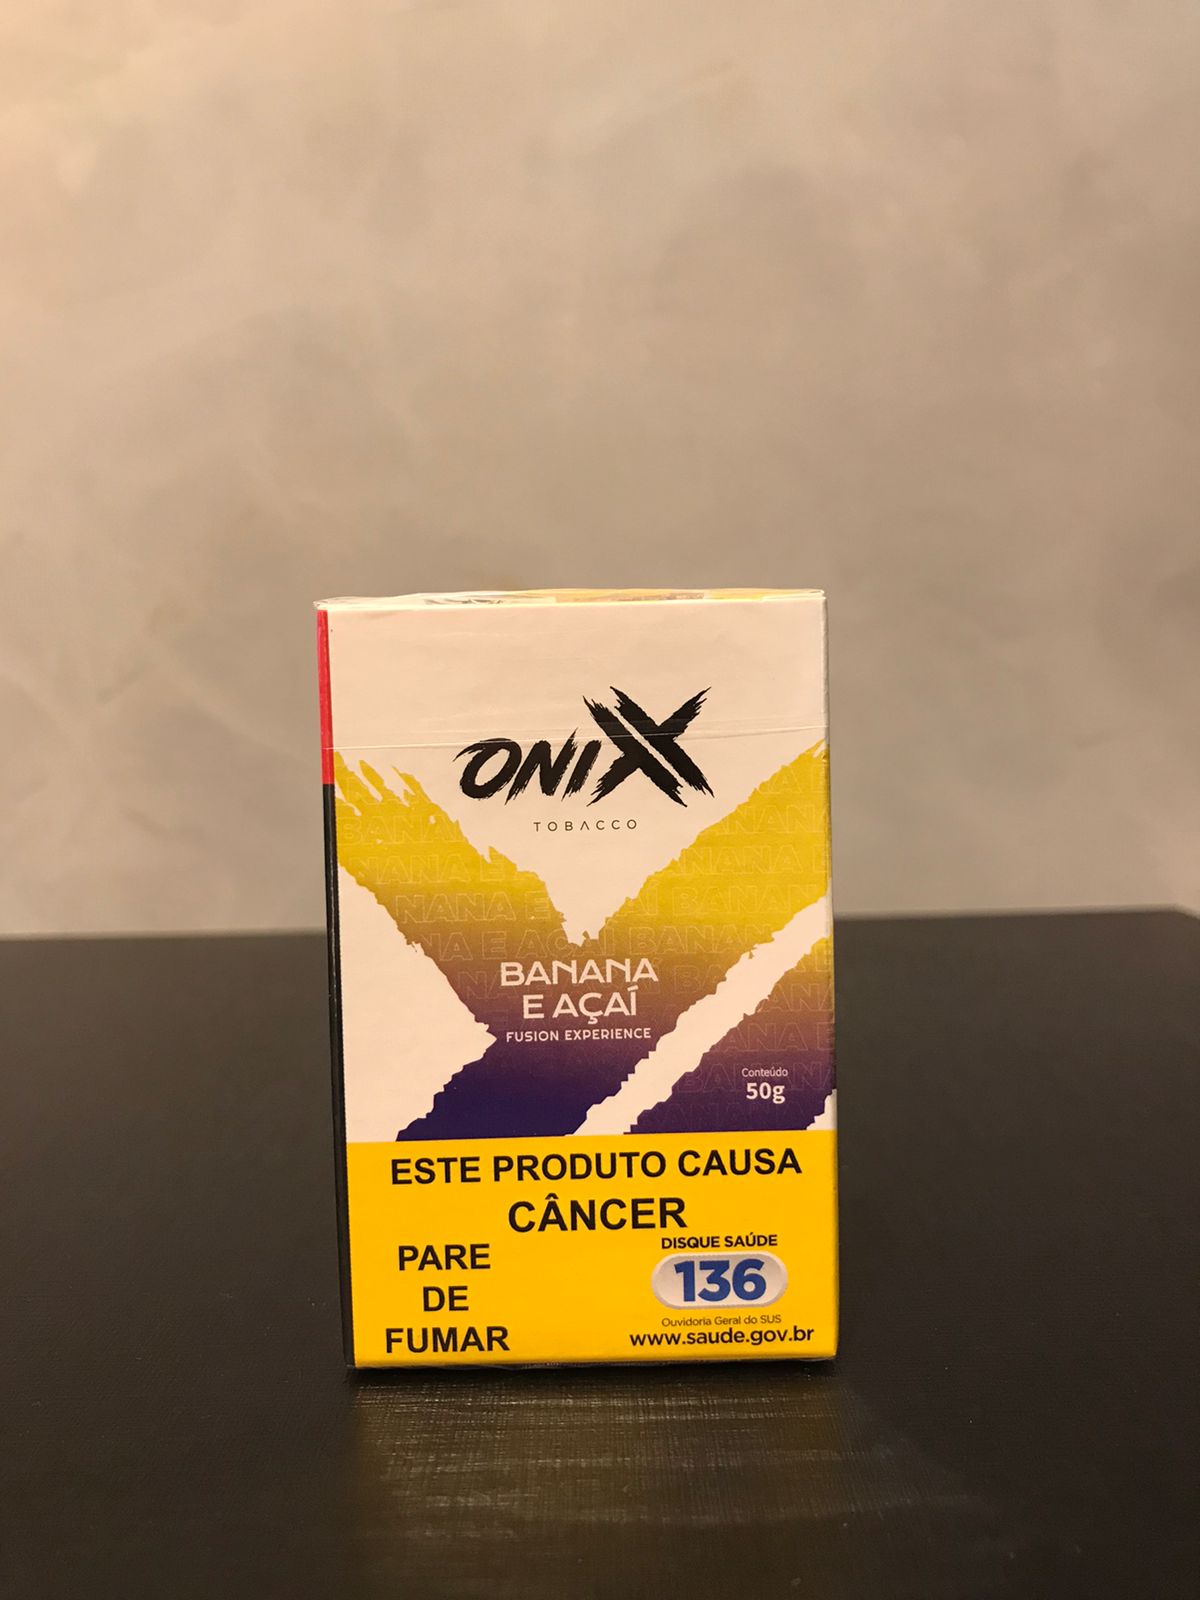 ONIXX
TOBACCO
BANANA
E AÇAÍ
FUSION EXPERIENCE
Conteúdo
50g
ESTE PRODUTO CAUSA
CÂNCER
PARE
DE
FUMAR
DISQUE SAÚDE
136
Ouvidoria Geral do SUS
www.saude.gov.br